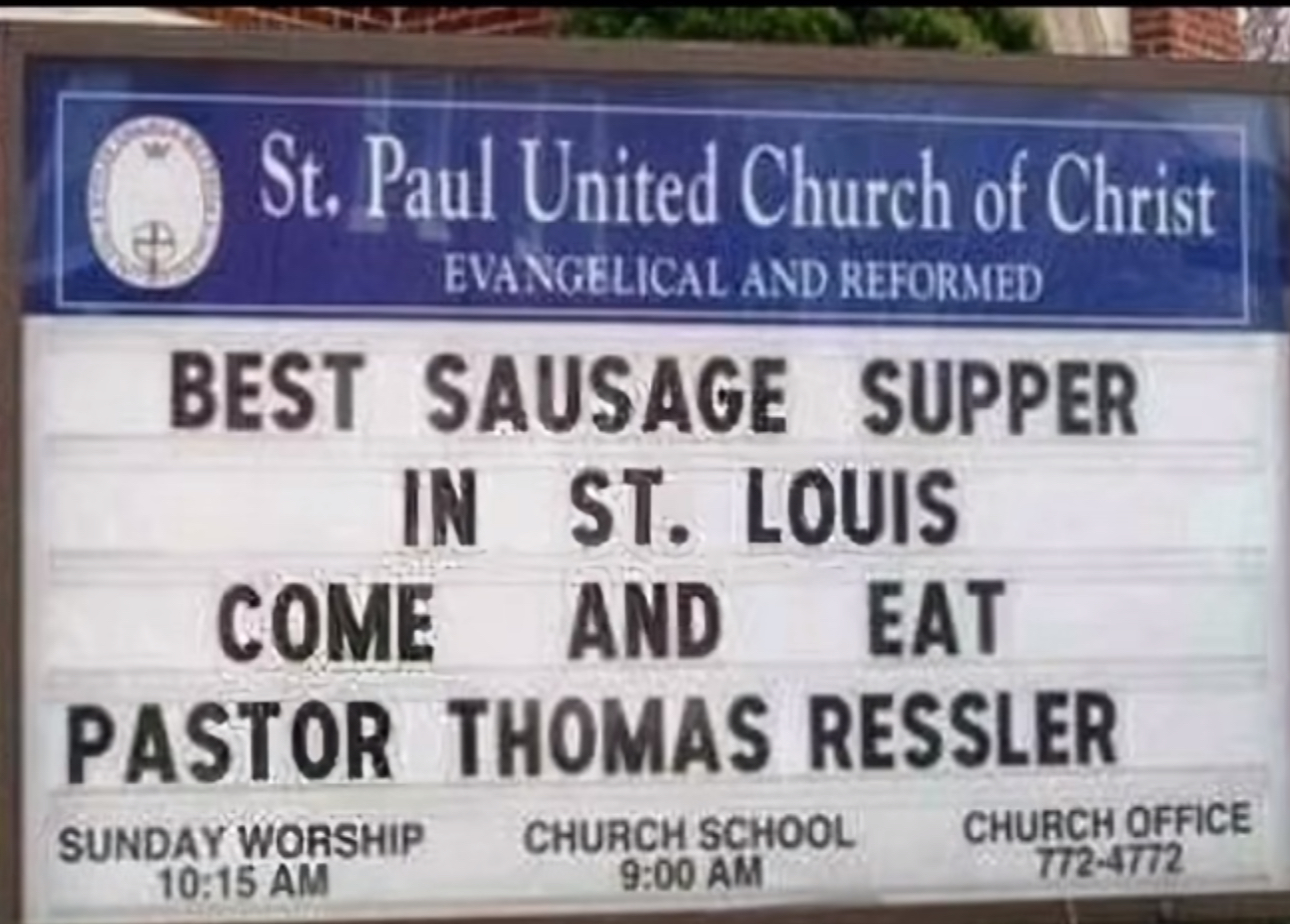 St. Paul United Church of Christ
EVANGELICAL AND REFORMED
BEST SAUSAGE SUPPER
IN ST. LOUIS
COME AND EAT
PASTOR THOMAS RESSLER
SUNDAY WORSHIP CHURCH SCHOOL CHURCH OFFICE
10:15 AM 9:00 AM 772-4772